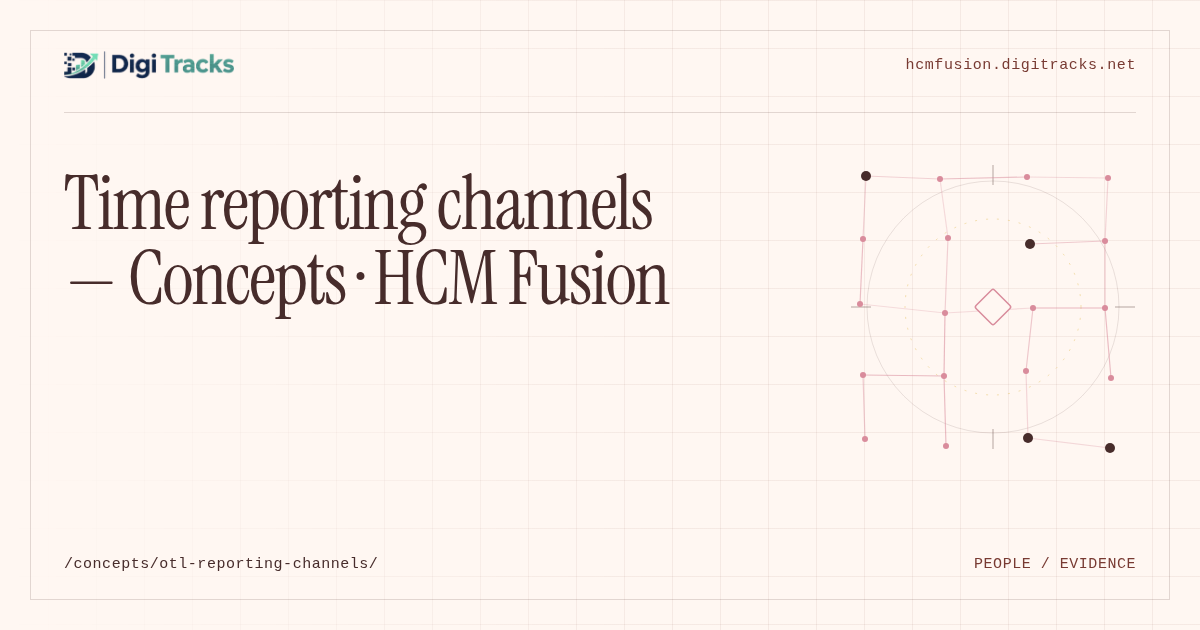 Digi Tracks
hcmfusion.digitracks.net
Time reporting channels
— Concepts · HCM Fusion
/concepts/otl-reporting-channels/
PEOPLE / EVIDENCE